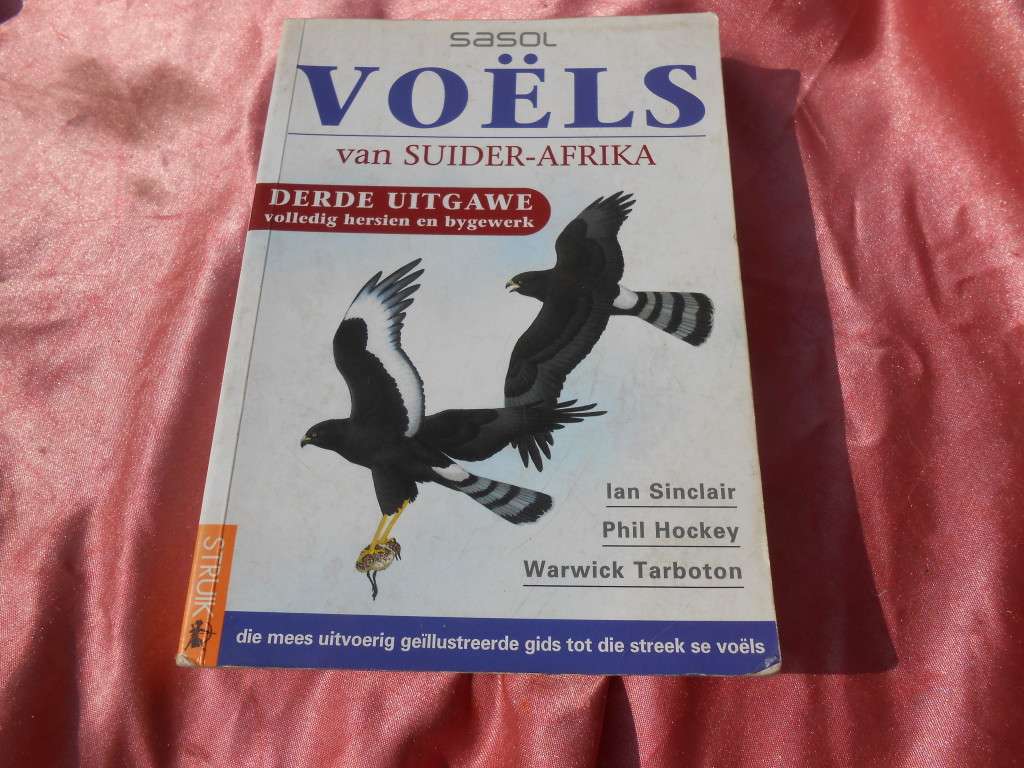 sasol
VOËLS
van SUIDER-AFRIKA
DERDE UITGAWE
volledig hersien en bygewerk
Ian Sinclair
Phil Hockey
Warwick Tarboton
STRUIK
die mees uitvoerig geïllustreerde gids tot die streek se voëls